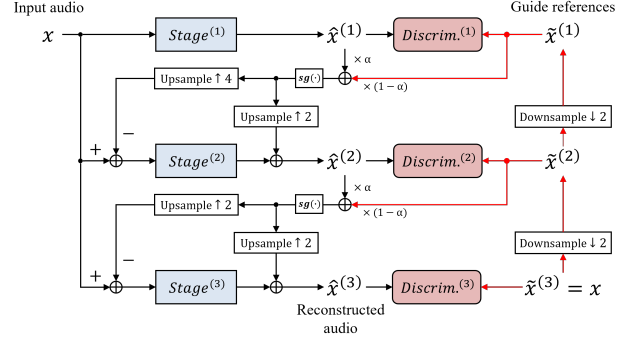 Input audio
Guide references
x
Stage⁽¹⁾
x̂⁽¹⁾
Discrim.⁽¹⁾
x̃⁽¹⁾
× α
Upsample ↑ 4
sg(·)
× (1 − α)
Upsample ↑ 2
Downsample ↓ 2
−
+
Stage⁽²⁾
x̂⁽²⁾
Discrim.⁽²⁾
x̃⁽²⁾
× α
Upsample ↑ 2
sg(·)
× (1 − α)
Upsample ↑ 2
Downsample ↓ 2
−
+
Stage⁽³⁾
x̂⁽³⁾
Discrim.⁽³⁾
x̃⁽³⁾ = x
Reconstructed
audio